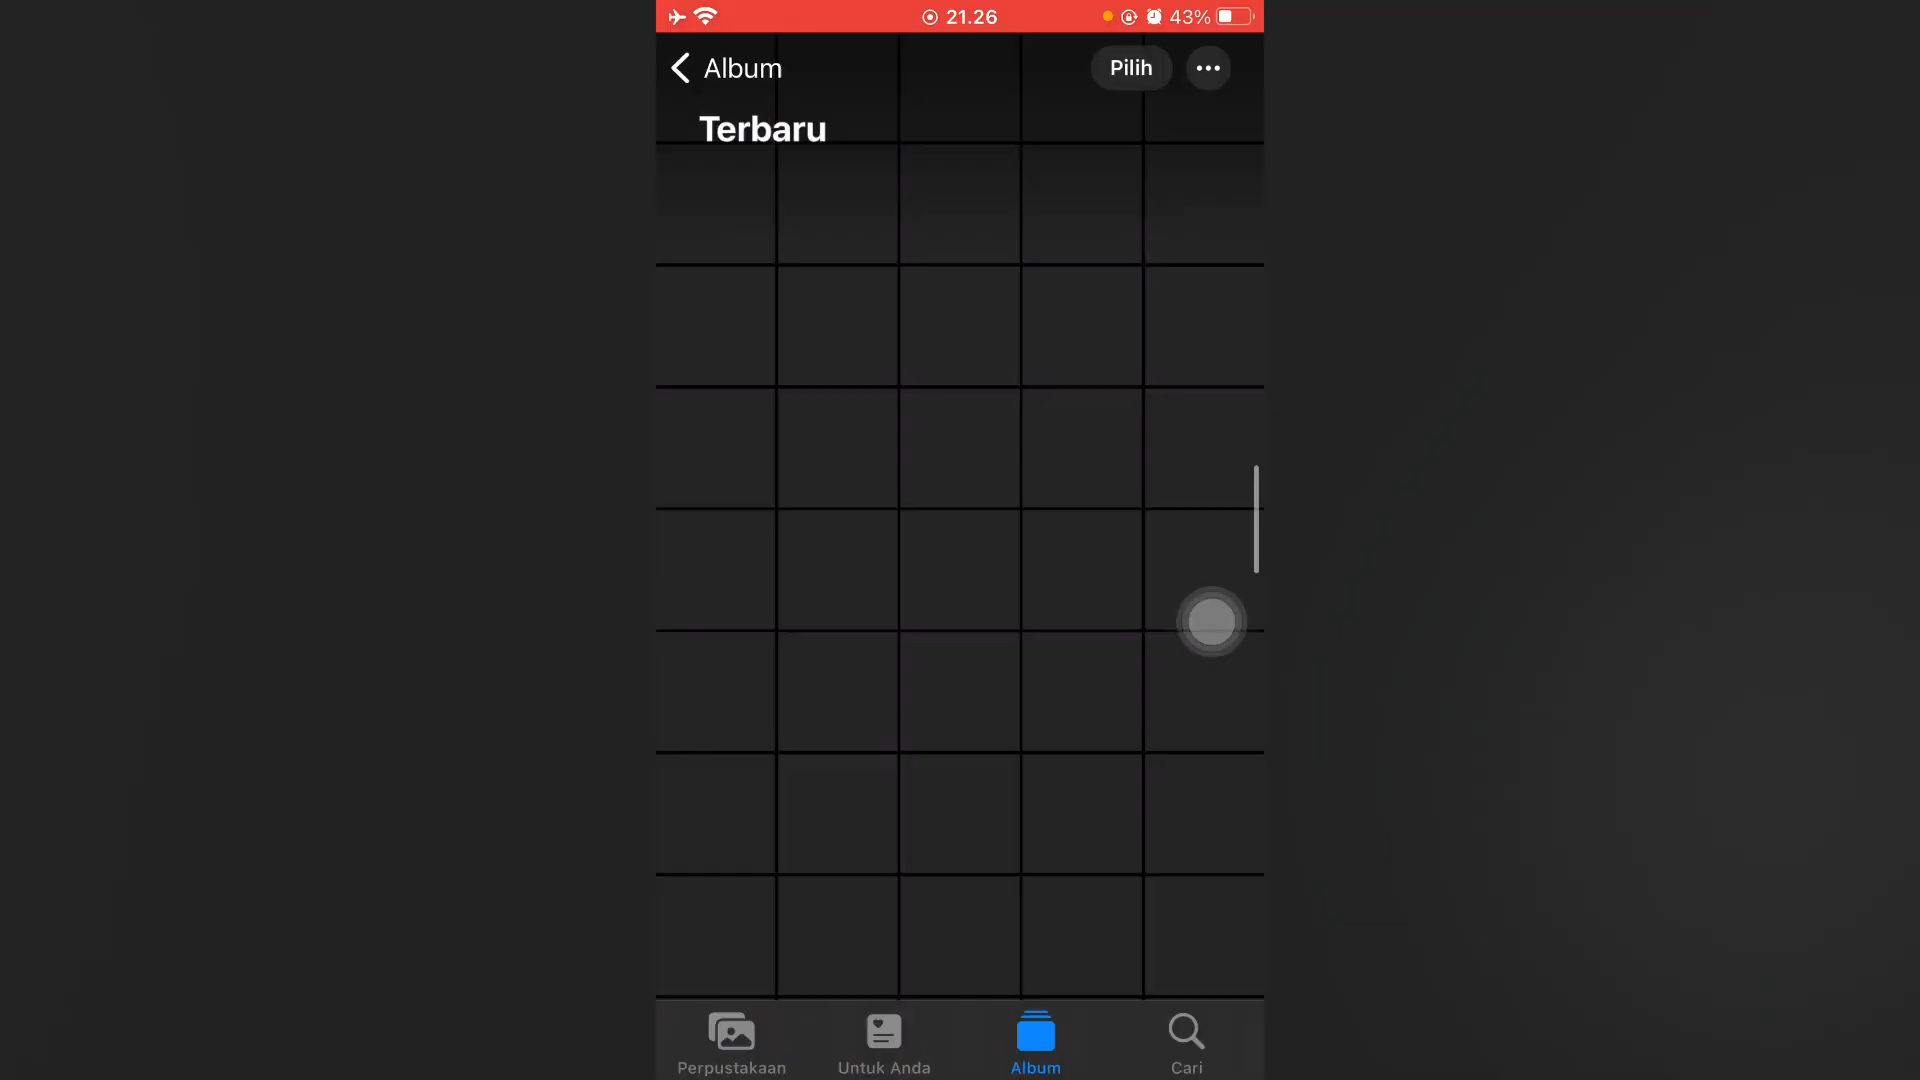 21.26
43%
Album
Pilih
Terbaru
Perpustakaan
Untuk Anda
Album
Cari